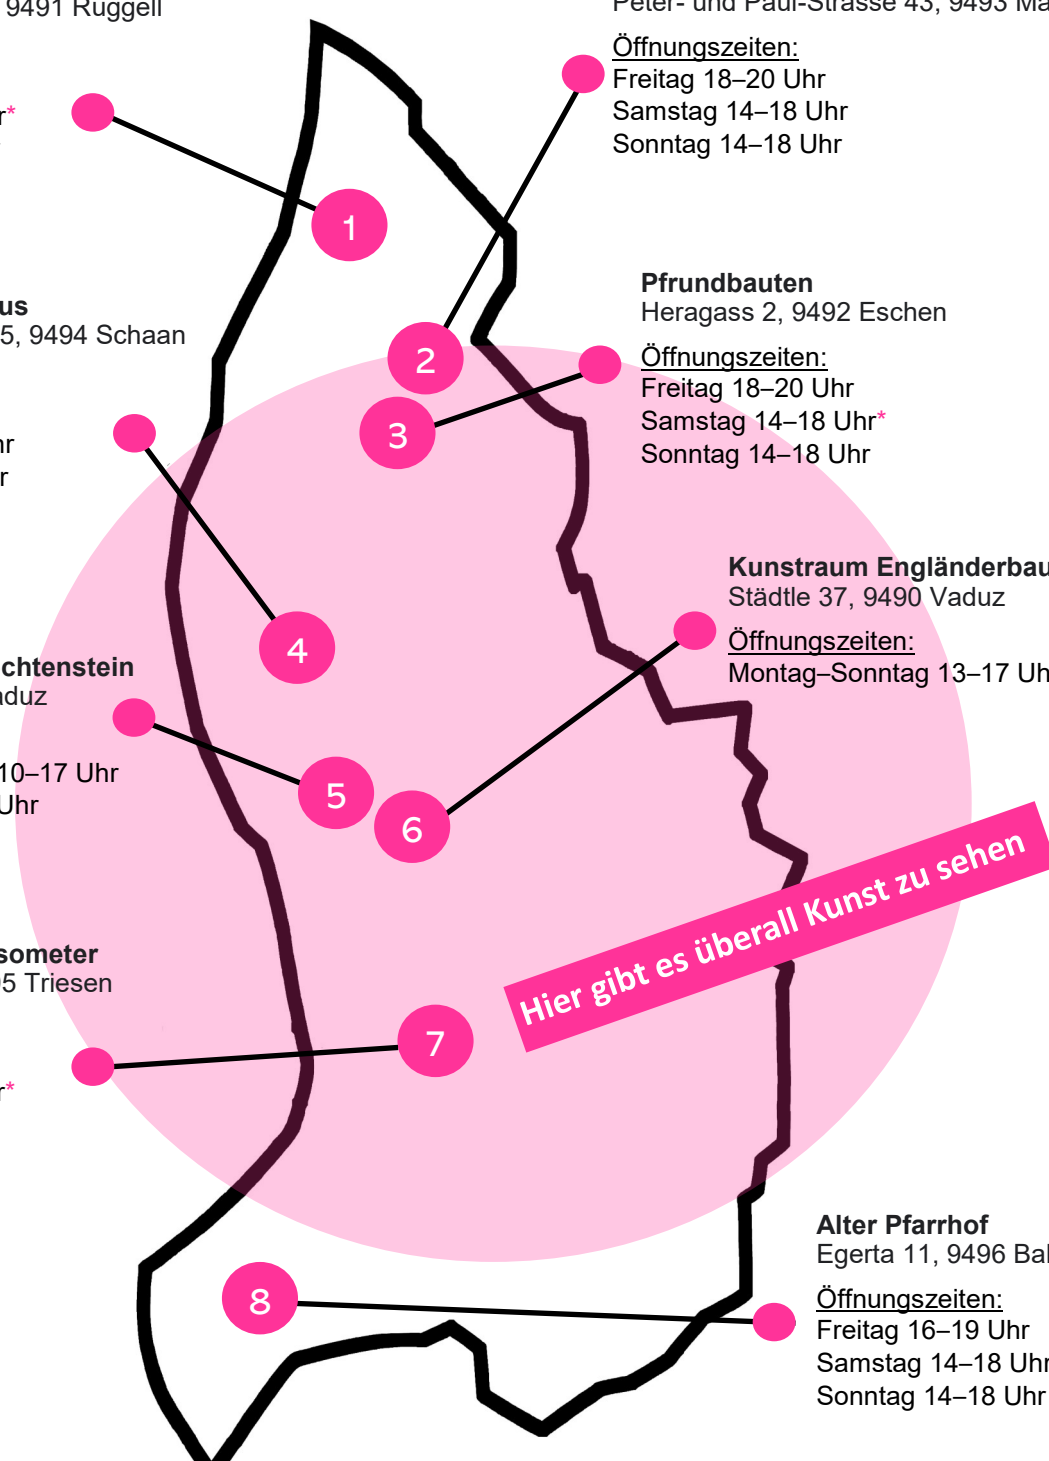 9491 Ruggell
Peter- und Paul-Strasse 43, 9493
Öffnungszeiten:
Freitag 18–20 Uhr
Samstag 14–18 Uhr
Sonntag 14–18 Uhr
r*
1
2
us
5, 9494 Schaan
Pfrundbauten
Heragass 2, 9492 Eschen
Öffnungszeiten:
Freitag 18–20 Uhr
Samstag 14–18 Uhr*
Sonntag 14–18 Uhr
3
hr
r
4
Kunstraum Engländerbau
Städtle 37, 9490 Vaduz
Öffnungszeiten:
Montag–Sonntag 13–17 Uh
chtenstein
aduz
10–17 Uhr
Uhr
5
6
Hier gibt es überall Kunst zu sehen
someter
95 Triesen
r*
7
8
Alter Pfarrhof
Egerta 11, 9496 Bal
Öffnungszeiten:
Freitag 16–19 Uhr
Samstag 14–18 Uhr
Sonntag 14–18 Uhr